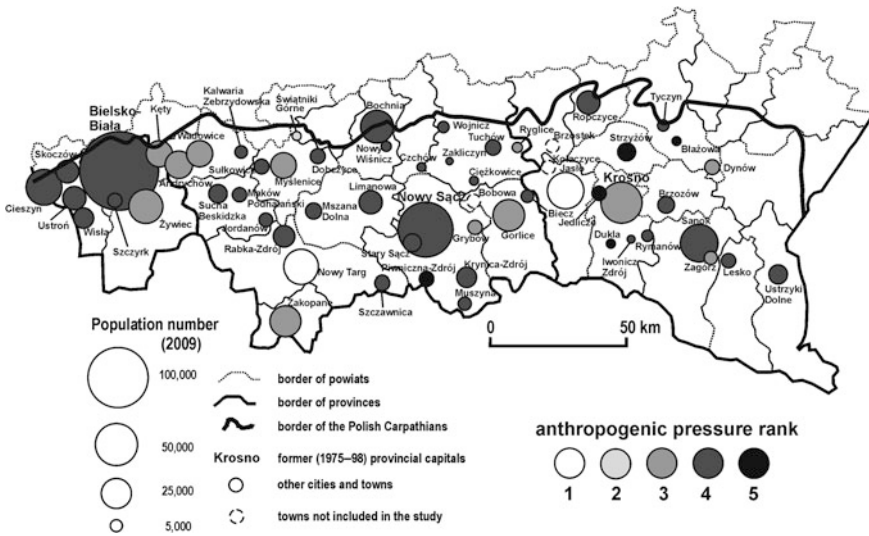 Kalwaria
Zebrzydowska
Świątniki
Górne
Bielsko-
Biała
Kęty
Wadowice
Bochnia
Ropczyce
Tyczyn
Skoczów
Sułkowice
Andrychów
Myślenice
Dobczyce
Nowy
Wiśnicz
Wojnicz
Tuchów
Ryglice
Brzostek
Strzyżów
Błażowa
Dynów
Czchów
Zakliczyn
Ciężkowice
Kołaczyce
Jasło
Krosno
Cieszyn
Ustroń
Wisła
Szczyrk
Żywiec
Sucha
Beskidzka
Maków
Podhalański
Jordanów
Rabka-Zdrój
Mszana
Dolna
Limanowa
Nowy Sącz
Bobowa
Biecz
Jedlicze
Brzozów
Grybów
Gorlice
Dukla
Iwonicz
Zdrój
Rymanów
Sanok
Zagórz
Lesko
Ustrzyki
Dolne
Stary Sącz
Piwniczna-Zdrój
Krynica-Zdrój
Nowy Targ
Szczawnica
Muszyna
Zakopane
0 50 km
Population number
(2009)
100,000
50,000
25,000
5,000
border of powiats
border of provinces
border of the Polish Carpathians
Krosno former (1975–98) provincial capitals
other cities and towns
towns not included in the study
anthropogenic pressure rank
1 2 3 4 5